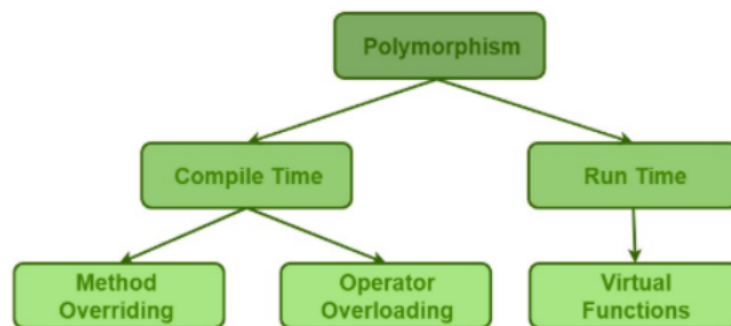 Polymorphism
Compile Time
Run Time
Method
Overriding
Operator
Overloading
Virtual
Functions